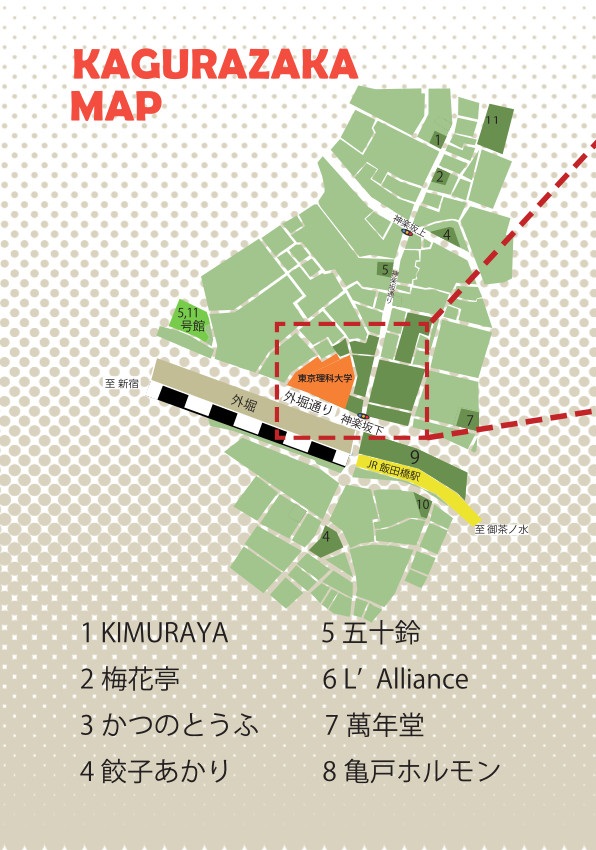 KAGURAZAKA
MAP
11
1
2
神楽坂上
4
5
神楽坂通り
5,11
号館
東京理科大学
至 新宿
外堀
外堀通り
神楽坂下
7
9
JR 飯田橋駅
10
至 御茶ノ水
4
1 KIMURAYA
2 梅花亭
3 かつのとうふ
4 餃子あかり
5 五十鈴
6 L’Alliance
7 萬年堂
8 亀戸ホルモン